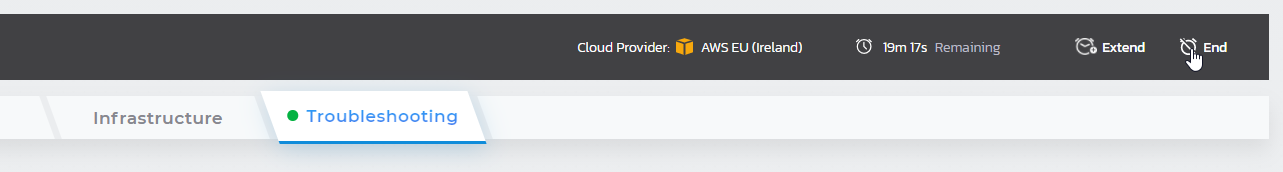 Cloud Provider: AWS EU (Ireland) 19m 17s Remaining Extend End
Infrastructure Troubleshooting